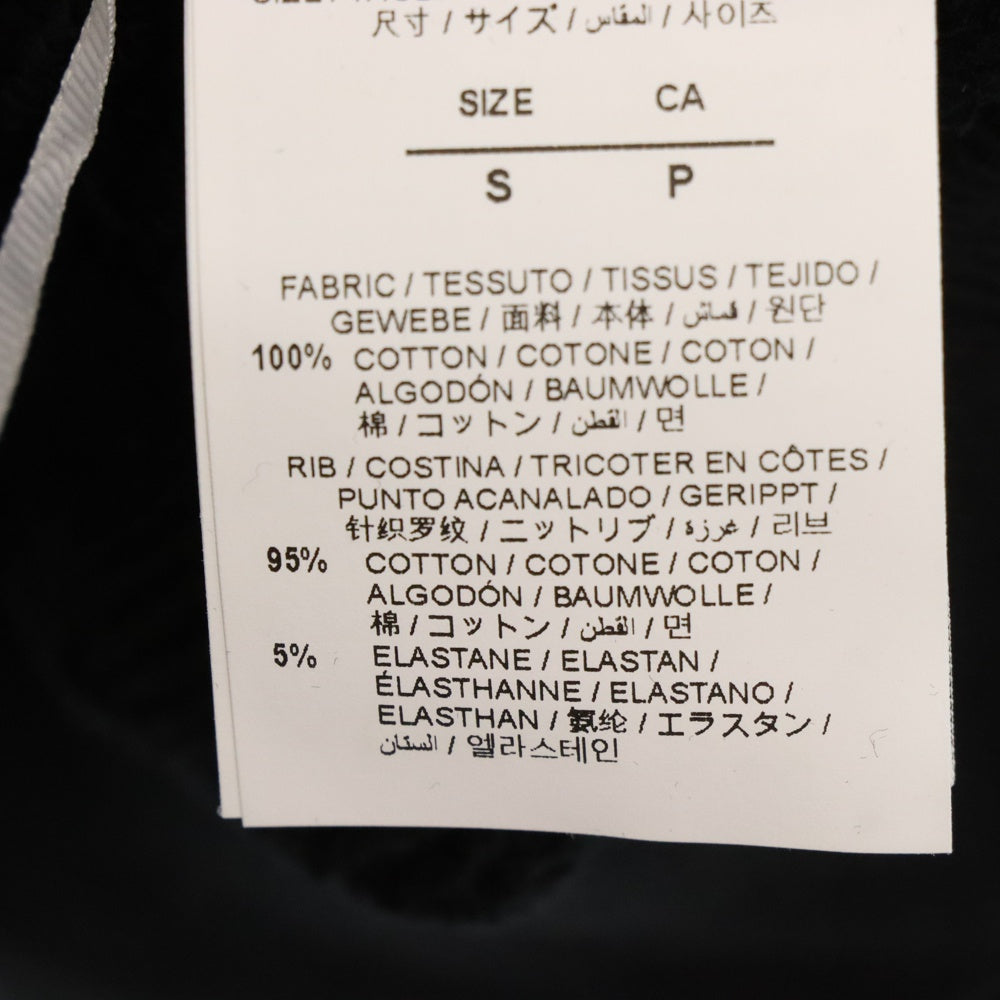 尺寸 / サイズ / المقاس / 사이즈
SIZE CA
S P
FABRIC / TESSUTO / TISSUS / TEJIDO /
GEWEBE / 面料 / 本体 / قماش / 원단
100% COTTON / COTONE / COTON /
ALGODÓN / BAUMWOLLE /
棉 / コットン / القطن / 면
RIB / COSTINA / TRICOTER EN CÔTES /
PUNTO ACANALADO / GERIPPT /
针织罗纹 / ニットリブ / غرزة / 리브
95% COTTON / COTONE / COTON /
ALGODÓN / BAUMWOLLE /
棉 / コットン / القطن / 면
5% ELASTANE / ELASTAN /
ÉLASTHANNE / ELASTANO /
ELASTHAN / 氨纶 / エラスタン /
السنان / 엘라스테인